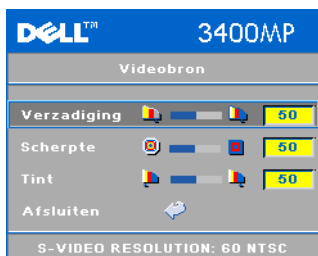 DELL™ 3400MP
Videobron
Verzadiging 50
Scherpte 50
Tint 50
Afsluiten
S-VIDEO RESOLUTION: 60 NTSC